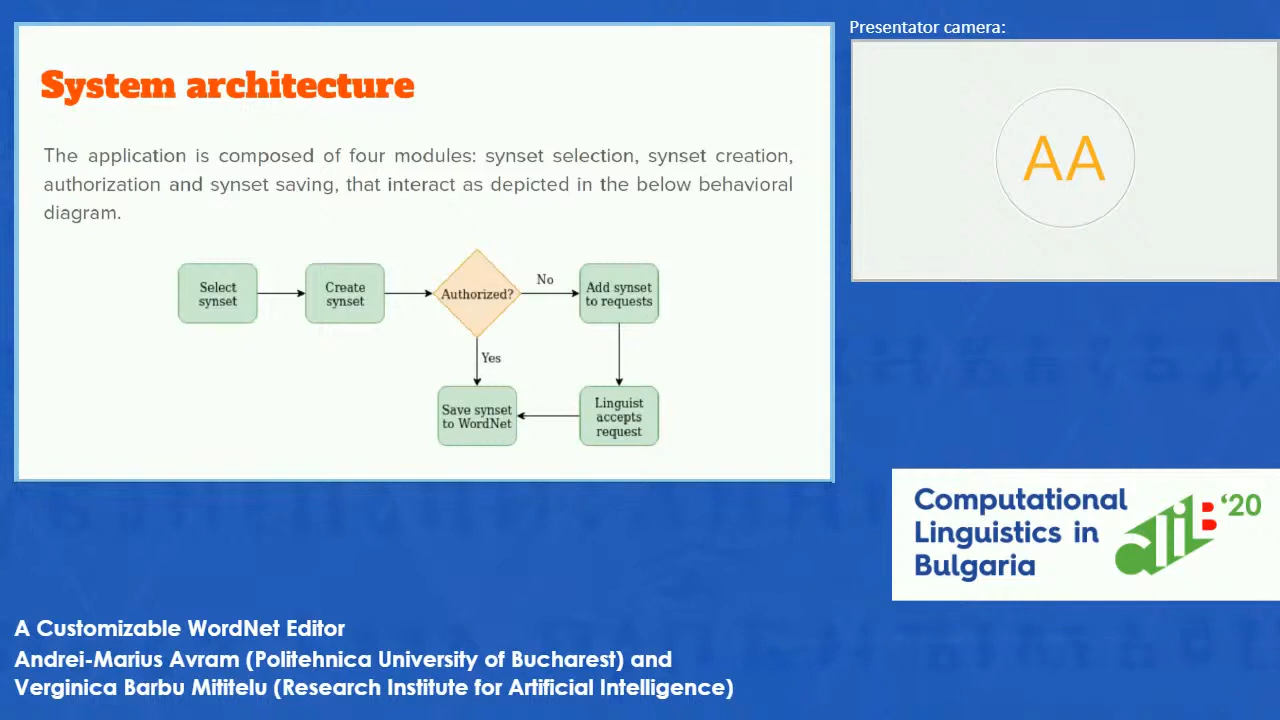 Presentator camera:
System architecture
The application is composed of four modules: synset selection, synset creation,
authorization and synset saving, that interact as depicted in the below behavioral
diagram.
Select
synset
Create
synset
Authorized?
No
Add synset
to requests
Yes
Save synset
to WordNet
Linguist
accepts
request
AA
Computational
Linguistics in
Bulgaria
clib '20
A Customizable WordNet Editor
Andrei-Marius Avram (Politehnica University of Bucharest) and
Verginica Barbu Mititelu (Research Institute for Artificial Intelligence)